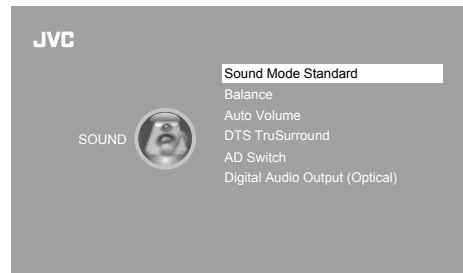 JVC
SOUND
Sound Mode Standard
Balance
Auto Volume
DTS TruSurround
AD Switch
Digital Audio Output (Optical)